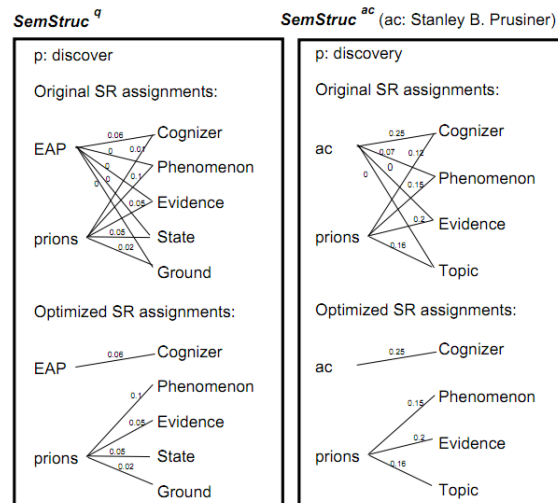 SemStruc q
p: discover
Original SR assignments:
EAP
prions
0.06
0
0.01
0
0
0.1
0
0.05
0.05
0.02
Cognizer
Phenomenon
Evidence
State
Ground
Optimized SR assignments:
EAP
prions
0.06
0.1
0.05
0.05
0.02
Cognizer
Phenomenon
Evidence
State
Ground
SemStruc ac (ac: Stanley B. Prusiner)
p: discovery
Original SR assignments:
ac
prions
0.25
0.07
0.12
0
0
0.15
0.2
0.16
Cognizer
Phenomenon
Evidence
Topic
Optimized SR assignments:
ac
prions
0.25
0.15
0.2
0.16
Cognizer
Phenomenon
Evidence
Topic